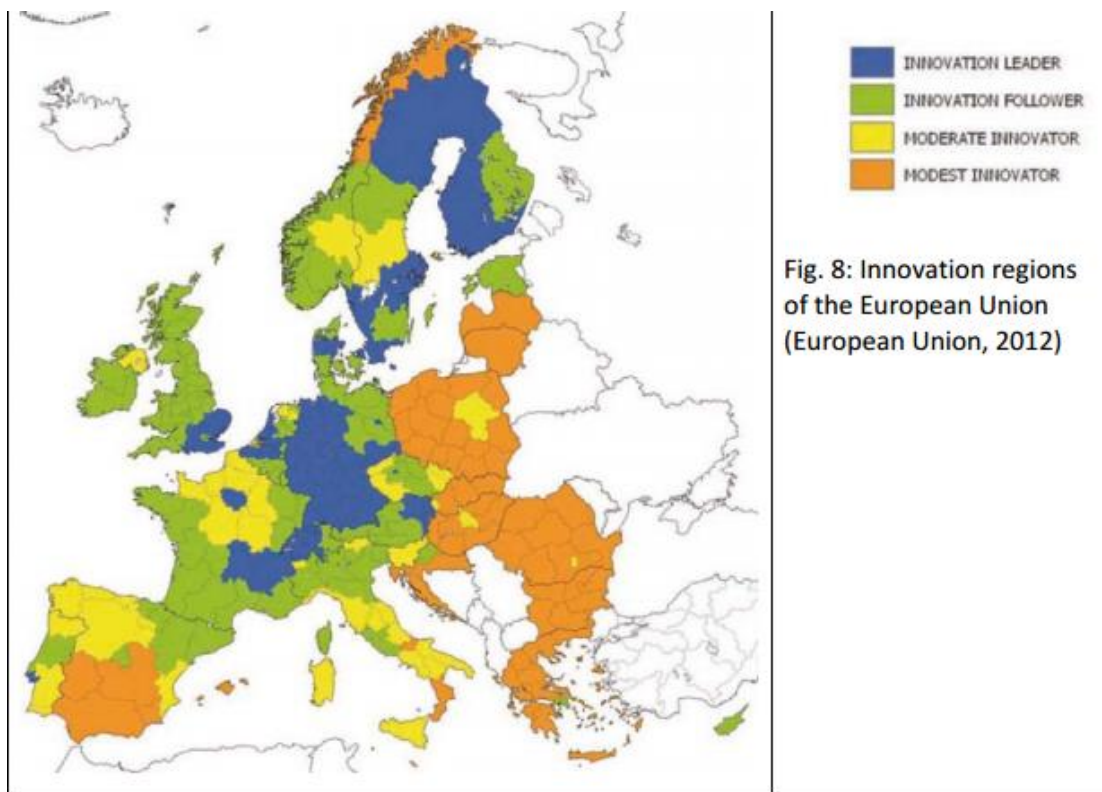 INNOVATION LEADER
INNOVATION FOLLOWER
MODERATE INNOVATOR
MODEST INNOVATOR
Fig. 8: Innovation regions
of the European Union
(European Union, 2012)